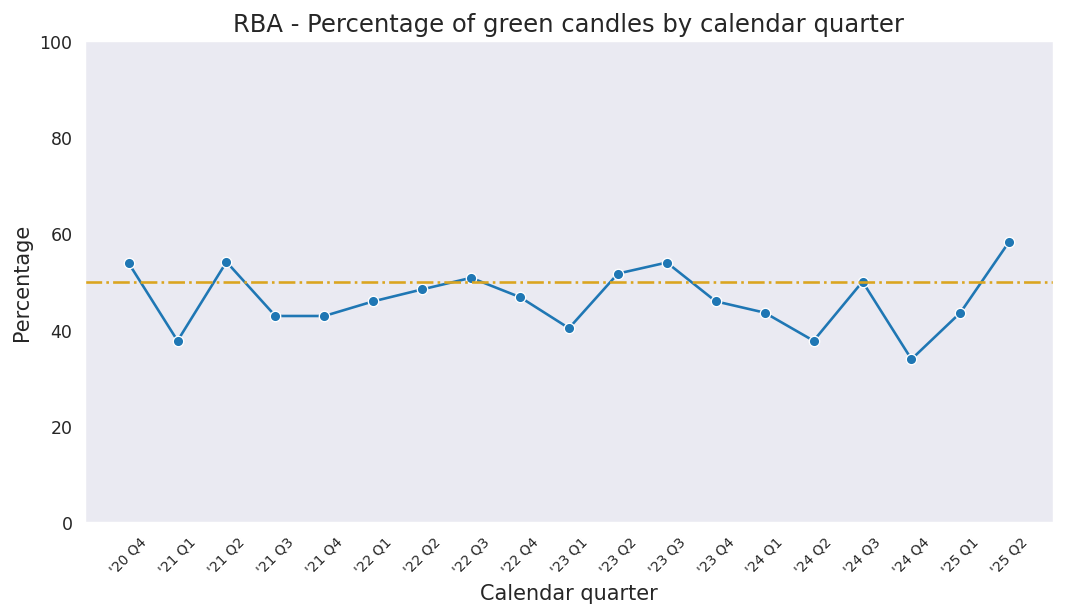 RBA - Percentage of green candles by calendar quarter
100
80
60
40
20
0
Percentage
'20 Q4
'21 Q1
'21 Q2
'21 Q3
'21 Q4
'22 Q1
'22 Q2
'22 Q3
'22 Q4
'23 Q1
'23 Q2
'23 Q3
'23 Q4
'24 Q1
'24 Q2
'24 Q3
'24 Q4
'25 Q1
'25 Q2
Calendar quarter